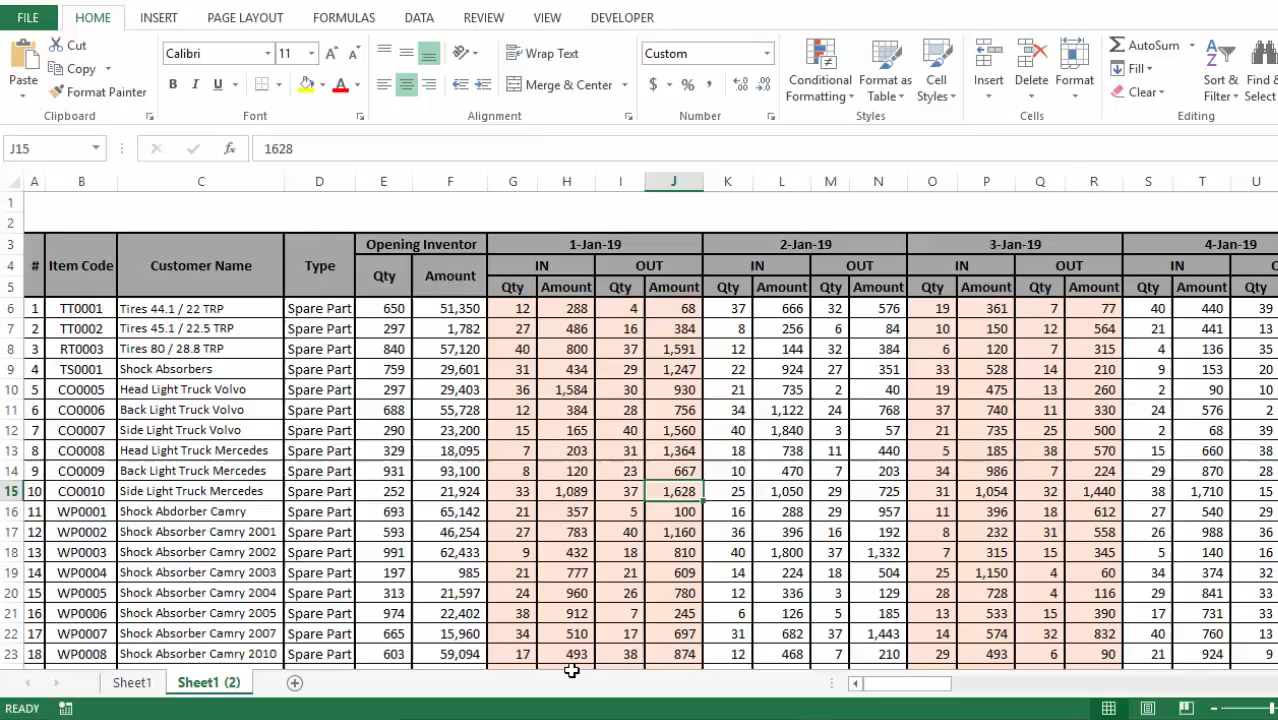 FILE HOME INSERT PAGE LAYOUT FORMULAS DATA REVIEW VIEW DEVELOPER
Paste Cut Copy Format Painter
Clipboard
Calibri 11 A A B I U A
Font
Wrap Text
Merge & Center
Alignment
Custom
$ % ,
Number
Conditional Formatting Format as Table Cell Styles
Styles
Insert Delete Format
Cells
AutoSum Fill Clear Sort & Filter Find Select
Editing
J15 fx 1628
A B C D E F G H I J K L M N O P Q R S T U
1
2
3 Opening Inventor 1-Jan-19 2-Jan-19 3-Jan-19 4-Jan-19
4 # Item Code Customer Name Type Qty Amount IN OUT IN OUT IN OUT IN
5 Qty Amount Qty Amount Qty Amount Qty Amount Qty Amount Qty Amount Qty Amount Qty
6 1 TT0001 Tires 44.1 / 22 TRP Spare Part 650 51,350 12 288 4 68 37 666 32 576 19 361 7 77 40 440 39
7 2 TT0002 Tires 45.1 / 22.5 TRP Spare Part 297 1,782 27 486 16 384 8 256 6 84 10 150 12 564 21 441 13
8 3 RT0003 Tires 80 / 28.8 TRP Spare Part 840 57,120 40 800 37 1,591 12 144 32 384 6 120 7 315 4 136 35
9 4 TS0001 Shock Absorbers Spare Part 759 29,601 31 434 29 1,247 22 924 27 351 33 528 14 210 9 153 20
10 5 CO0005 Head Light Truck Volvo Spare Part 297 29,403 36 1,584 30 930 21 735 2 40 19 475 13 260 2 90 10
11 6 CO0006 Back Light Truck Volvo Spare Part 688 55,728 12 384 28 756 34 1,122 24 768 37 740 11 330 24 576 2
12 7 CO0007 Side Light Truck Volvo Spare Part 290 23,200 15 165 40 1,560 40 1,840 3 57 21 735 25 500 2 68 39
13 8 CO0008 Head Light Truck Mercedes Spare Part 329 18,095 7 203 31 1,364 18 738 11 440 5 185 38 570 15 660 38
14 9 CO0009 Back Light Truck Mercedes Spare Part 931 93,100 8 120 23 667 10 470 7 203 34 986 7 224 29 870 28
15 10 CO0010 Side Light Truck Mercedes Spare Part 252 21,924 33 1,089 37 1,628 25 1,050 29 725 31 1,054 32 1,440 38 1,710 15
16 11 WP0001 Shock Abdorber Camry Spare Part 693 65,142 21 357 5 100 16 288 29 957 11 396 18 612 27 540 29
17 12 WP0002 Shock Absorber Camry 2001 Spare Part 593 46,254 27 783 40 1,160 36 396 16 192 8 232 31 558 26 988 36
18 13 WP0003 Shock Absorber Camry 2002 Spare Part 991 62,433 9 432 18 810 40 1,800 37 1,332 7 315 15 345 5 140 16
19 14 WP0004 Shock Absorber Camry 2003 Spare Part 197 985 21 777 21 609 14 224 18 504 25 1,150 4 60 34 374 32
20 15 WP0005 Shock Absorber Camry 2004 Spare Part 313 21,597 24 960 26 780 12 336 3 129 28 728 4 116 29 841 33
21 16 WP0006 Shock Absorber Camry 2005 Spare Part 974 22,402 38 912 7 245 6 126 5 185 13 533 15 390 17 731 33
22 17 WP0007 Shock Absorber Camry 2007 Spare Part 665 15,960 34 510 17 697 31 682 37 1,443 14 574 32 832 40 760 13
23 18 WP0008 Shock Absorber Camry 2010 Spare Part 603 59,094 17 493 38 874 12 468 7 210 29 493 6 90 21 924 9
Sheet1 Sheet1 (2)
READY